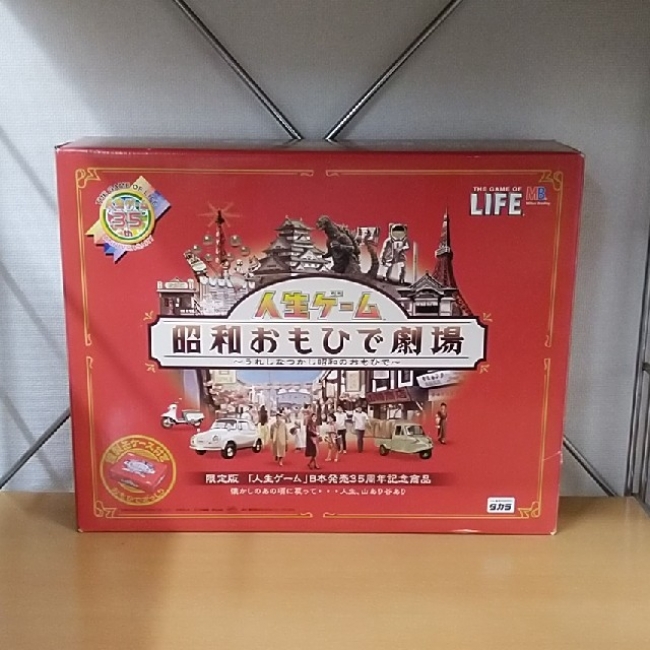 THE GAME OF
LIFE
MB
35
th
人生ゲーム
昭和おもひで劇場
～うれしなつかし昭和のおもひで～
限定版 「人生ゲーム」日本発売35周年記念商品
懐かしのあの頃に戻って・・・人生、山あり谷あり
タカラ